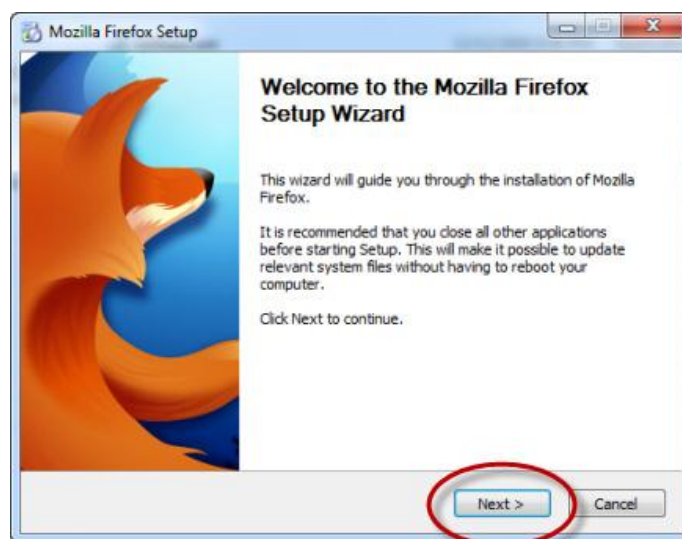 Mozilla Firefox Setup
Welcome to the Mozilla Firefox
Setup Wizard
This wizard will guide you through the installation of Mozilla
Firefox.
It is recommended that you close all other applications
before starting Setup. This will make it possible to update
relevant system files without having to reboot your
computer.
Click Next to continue.
Next >
Cancel